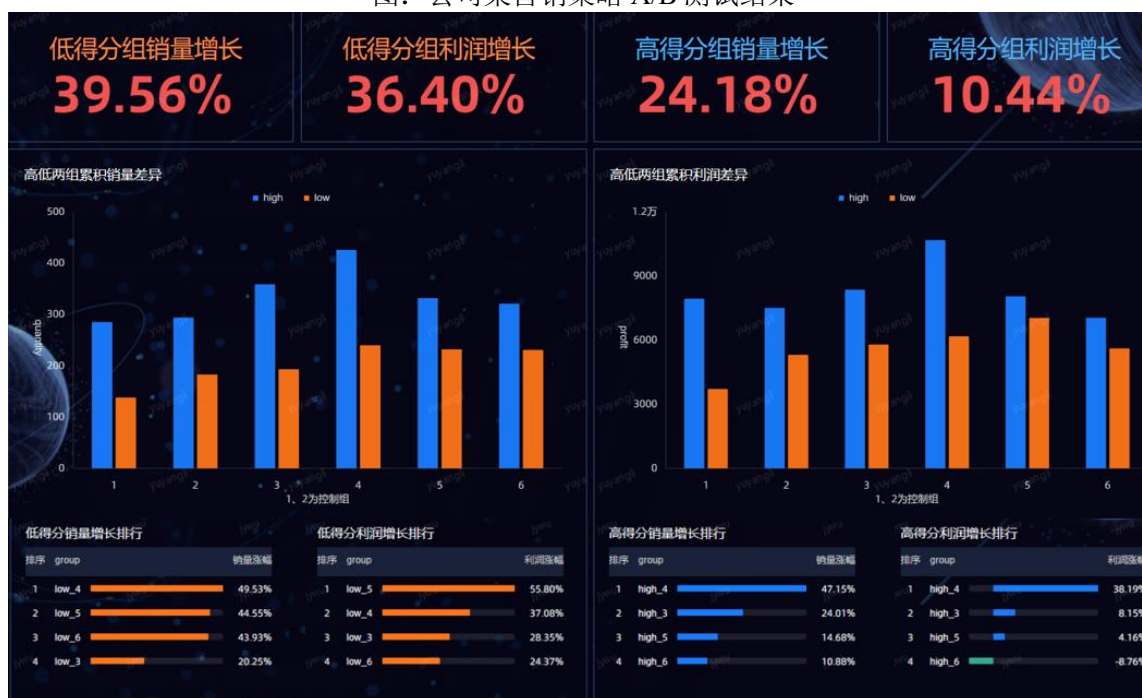 图：公司某营销策略 A/B 测试结果
低得分组销量增长
39.56%
低得分组利润增长
36.40%
高得分组销量增长
24.18%
高得分组利润增长
10.44%
高低两组累积销量差异
high low
500
400
300
200
100
0
quantity
1 2 3 4 5 6
1、2为控制组
高低两组累积利润差异
high low
1.2万
9000
6000
3000
0
profit
1 2 3 4 5 6
1、2为控制组
低得分销量增长排行
排序 group 销量涨幅
1 low_4 49.53%
2 low_5 44.55%
3 low_6 43.93%
4 low_3 20.25%
低得分利润增长排行
排序 group 利润涨幅
1 low_5 55.80%
2 low_4 37.08%
3 low_3 28.35%
4 low_6 24.37%
高得分销量增长排行
排序 group 销量涨幅
1 high_4 47.15%
2 high_3 24.01%
3 high_5 14.68%
4 high_6 10.88%
高得分利润增长排行
排序 group 利润涨幅
1 high_4 38.19%
2 high_3 8.15%
3 high_5 4.16%
4 high_6 -8.76%